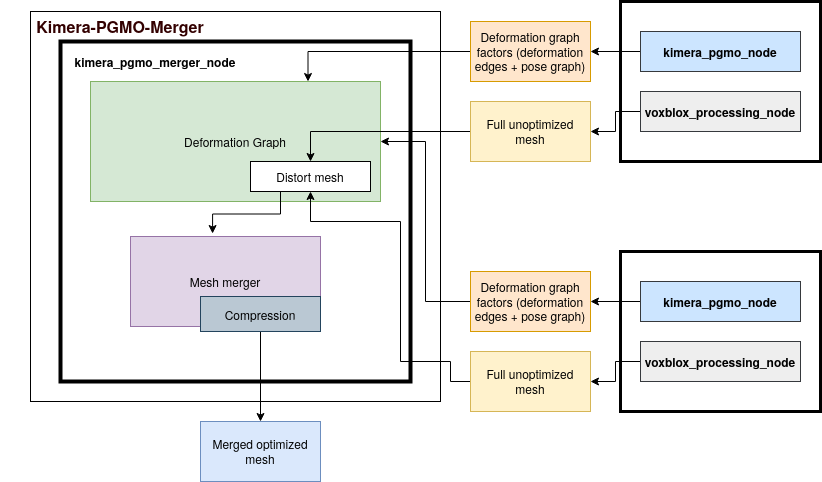 Kimera-PGMO-Merger
kimera_pgmo_merger_node
Deformation Graph
Distort mesh
Mesh merger
Compression
Merged optimized
mesh
Deformation graph
factors (deformation
edges + pose graph)
Full unoptimized
mesh
kimera_pgmo_node
voxblox_processing_node
Deformation graph
factors (deformation
edges + pose graph)
Full unoptimized
mesh
kimera_pgmo_node
voxblox_processing_node